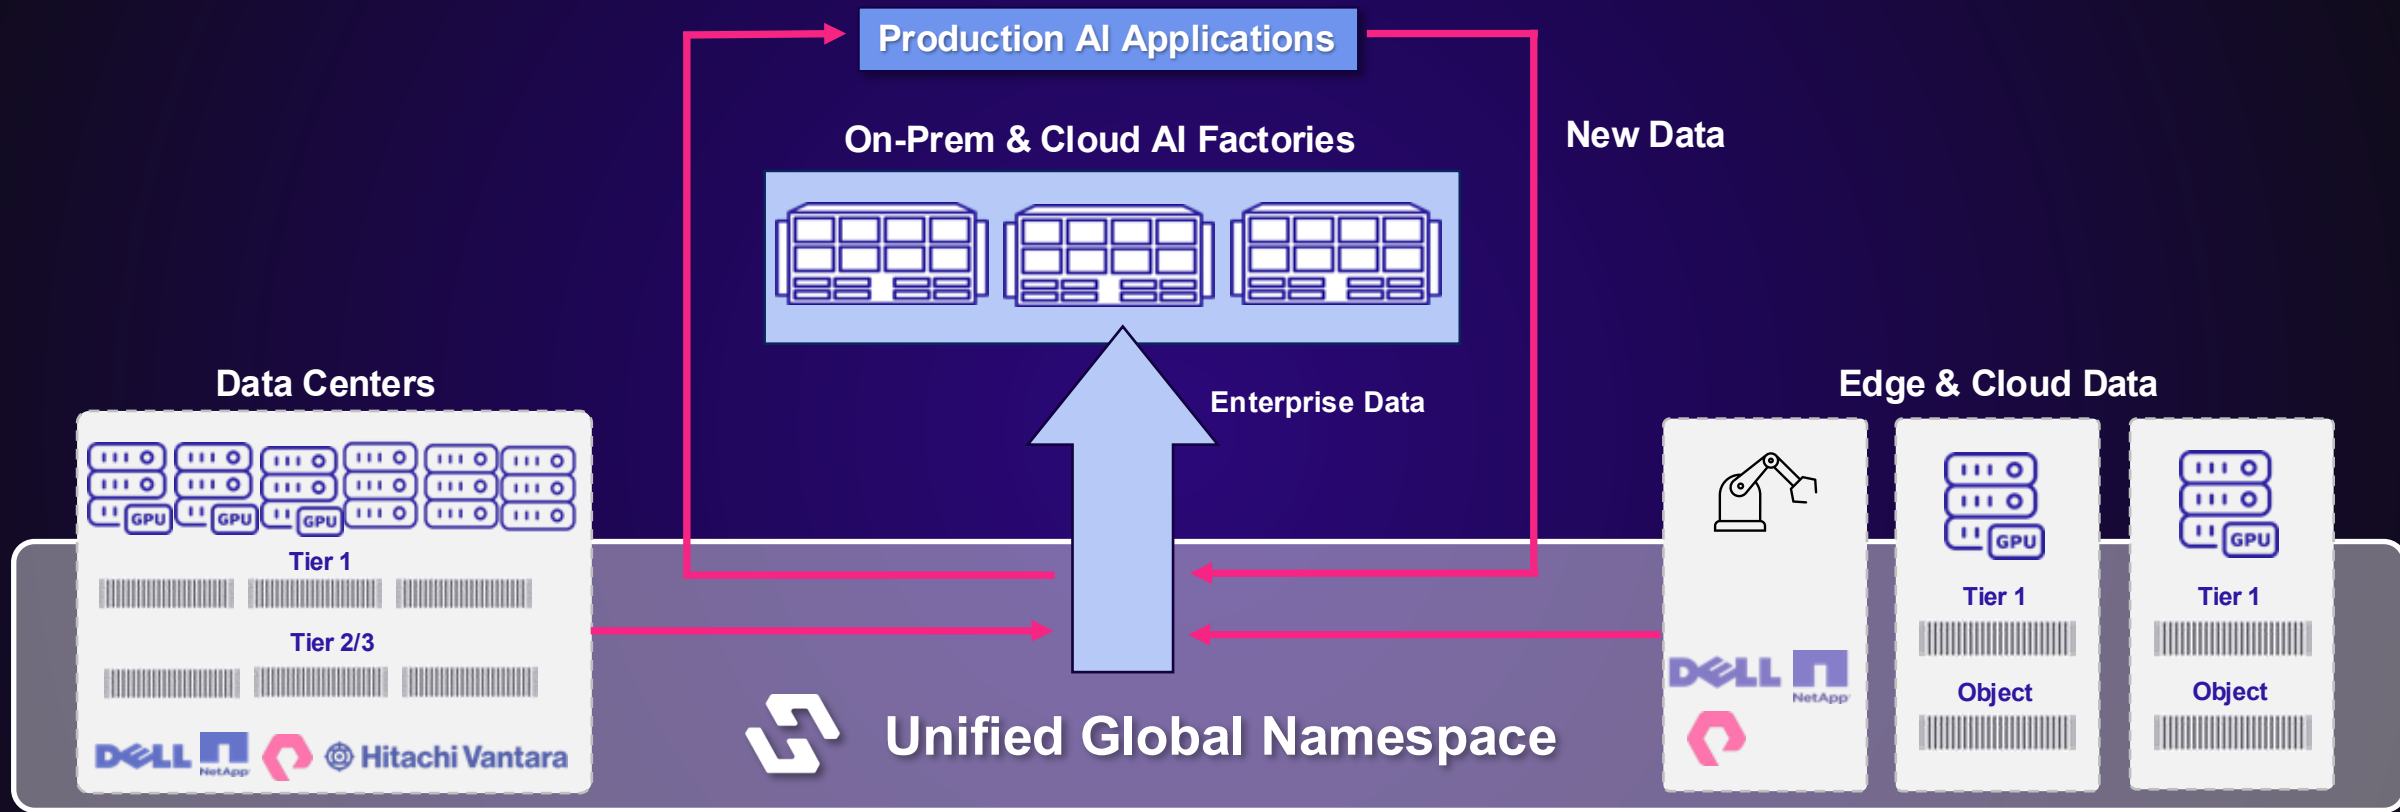 Production AI Applications
On-Prem & Cloud AI Factories
New Data
Data Centers
Enterprise Data
Edge & Cloud Data
GPU
GPU
GPU
Tier 1
Tier 2/3
DELL
NetApp
Hitachi Vantara
Unified Global Namespace
DELL
NetApp
GPU
Tier 1
Object
GPU
Tier 1
Object